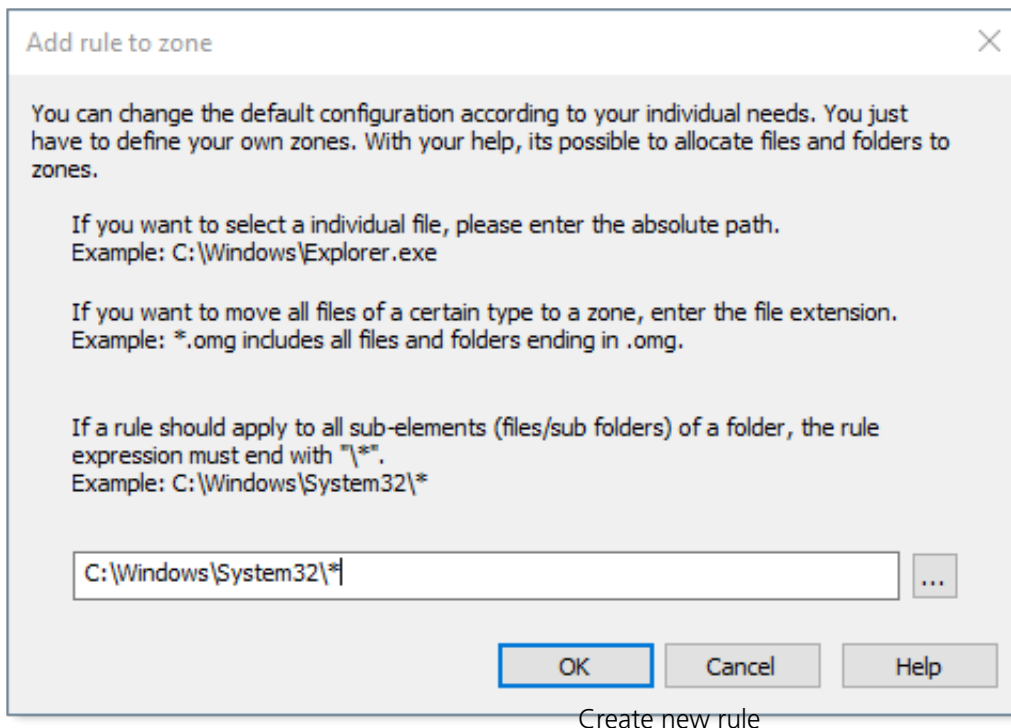 Add rule to zone
You can change the default configuration according to your individual needs. You just
have to define your own zones. With your help, its possible to allocate files and folders to
zones.
If you want to select a individual file, please enter the absolute path.
Example: C:\Windows\Explorer.exe
If you want to move all files of a certain type to a zone, enter the file extension.
Example: *.omg includes all files and folders ending in .omg.
If a rule should apply to all sub-elements (files/sub folders) of a folder, the rule
expression must end with "\*".
Example: C:\Windows\System32\*
C:\Windows\System32\*
...
OK Cancel Help
Create new rule